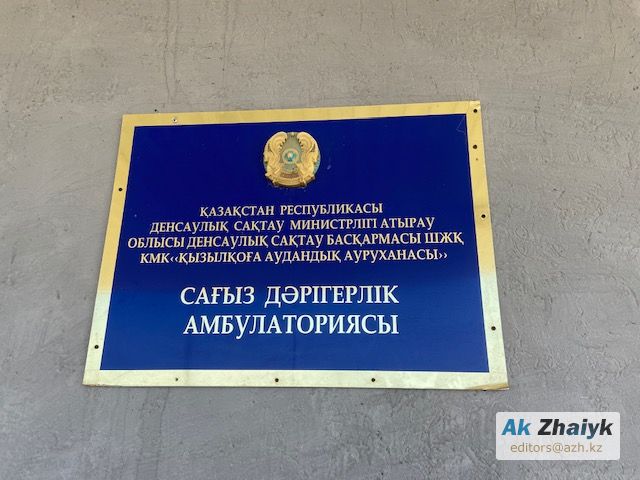 ҚАЗАҚСТАН РЕСПУБЛИКАСЫ
ДЕНСАУЛЫҚ САҚТАУ МИНИСТРЛІГІ АТЫРАУ
ОБЛЫСЫ ДЕНСАУЛЫҚ САҚТАУ БАСҚАРМАСЫ ШЖҚ
КМК‹‹ҚЫЗЫЛҚОҒА АУДАНДЫҚ АУРУХАНАСЫ››
САҒЫЗ ДӘРІГЕРЛІК
АМБУЛАТОРИЯСЫ
Ak Zhaiyk
editors@azh.kz